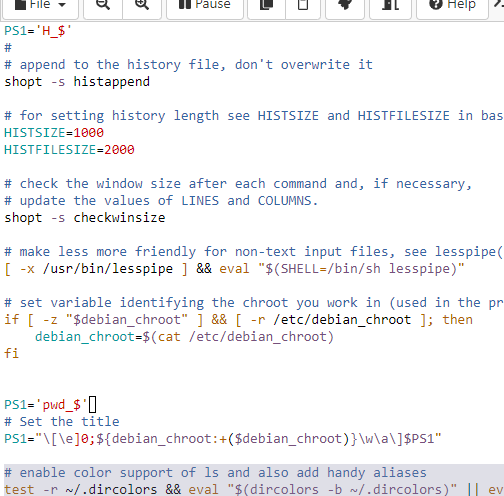 File Pause Help
PS1='H_$'
#
# append to the history file, don't overwrite it
shopt -s histappend
# for setting history length see HISTSIZE and HISTFILESIZE in bas
HISTSIZE=1000
HISTFILESIZE=2000
# check the window size after each command and, if necessary,
# update the values of LINES and COLUMNS.
shopt -s checkwinsize
# make less more friendly for non-text input files, see lesspipe(
[ -x /usr/bin/lesspipe ] && eval "$(SHELL=/bin/sh lesspipe)"
# set variable identifying the chroot you work in (used in the pr
if [ -z "$debian_chroot" ] && [ -r /etc/debian_chroot ]; then
debian_chroot=$(cat /etc/debian_chroot)
fi
PS1='pwd_$'
# Set the title
PS1="\[\e]0;${debian_chroot:+($debian_chroot)}\w\a\]$PS1"
# enable color support of ls and also add handy aliases
test -r ~/.dircolors && eval "$(dircolors -b ~/.dircolors)" || ev